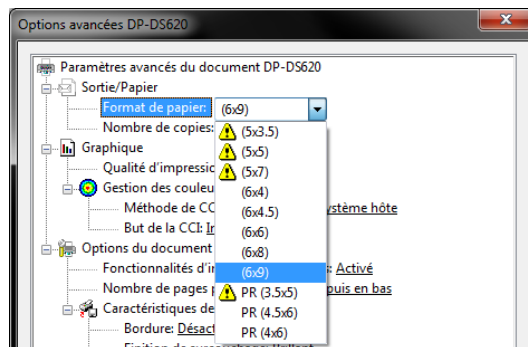 Options avancées DP-DS620
Paramètres avancés du document DP-DS620
Sortie/Papier
Format de papier: (6x9)
Nombre de copies:
(5x3.5)
Graphique
(5x5)
Qualité d'impressio
(5x7)
Gestion des couleu
(6x4)
Méthode de CC
(6x4.5)
ystème hôte
But de la CCI: I
(6x6)
Options du document
(6x8)
Fonctionnalités d'i
(6x9)
: Activé
Nombre de pages p
PR (3.5x5)
puis en bas
Caractéristiques de
PR (4.5x6)
Bordure: Désact
PR (4x6)